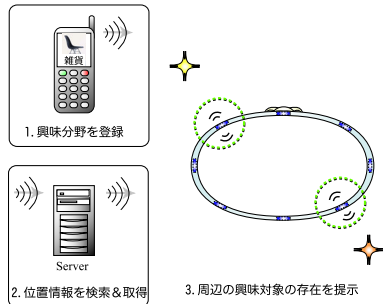 雑貨
1. 興味分野を登録
Server
2. 位置情報を検索&取得
3. 周辺の興味対象の存在を提示